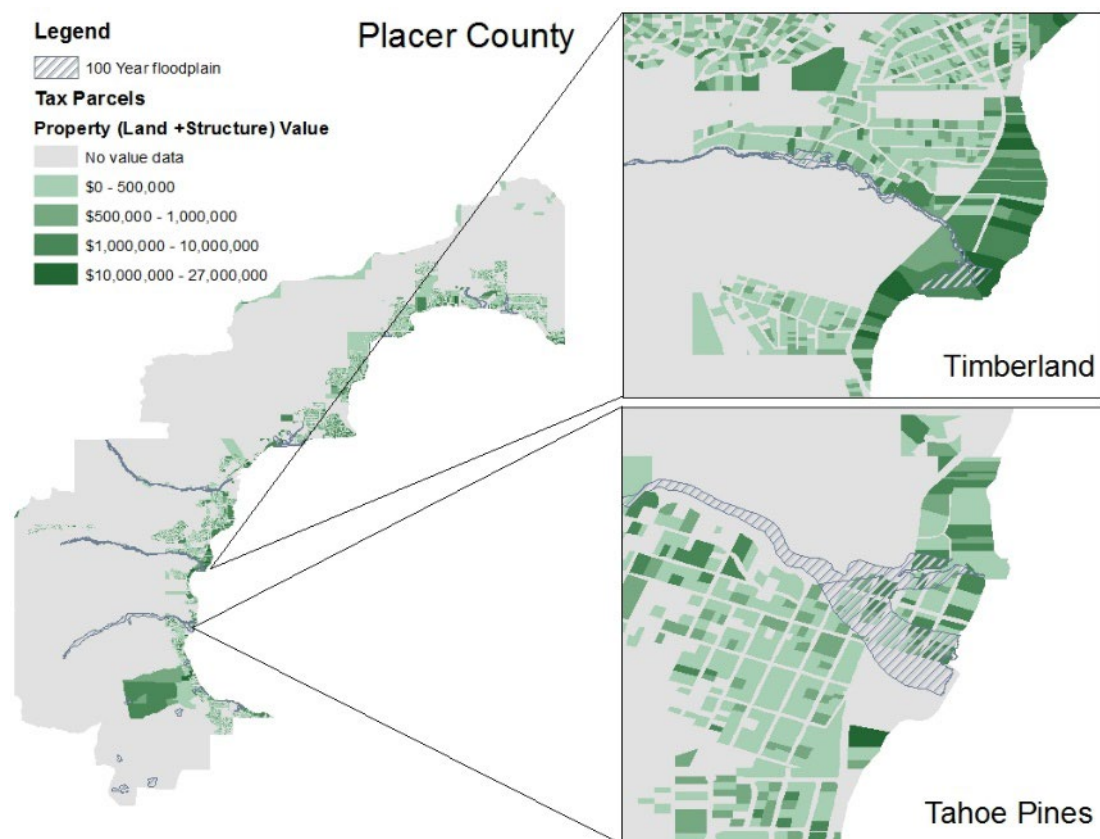 Legend
Placer County
100 Year floodplain
Tax Parcels
Property (Land +Structure) Value
No value data
$0 - 500,000
$500,000 - 1,000,000
$1,000,000 - 10,000,000
$10,000,000 - 27,000,000
Timberland
Tahoe Pines